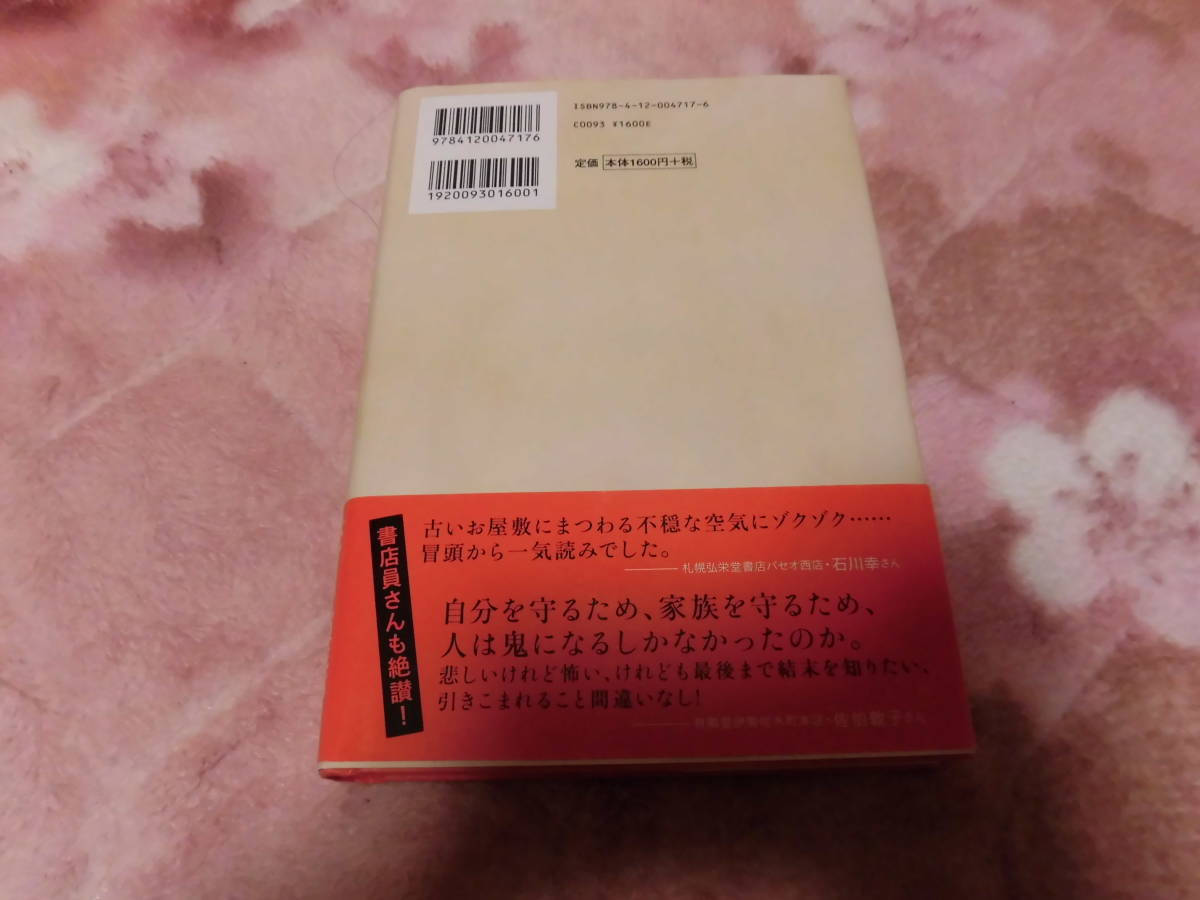 9784120047176
1920093016001
ISBN978-4-12-004717-6
C0093 ¥1600E
定価 本体1600円+税
書店員さんも絶讃!
古いお屋敷にまつわる不穏な空気にゾクゾク……
冒頭から一気読みでした。
札幌弘栄堂書店パセオ西店・石川幸さん
自分を守るため、家族を守るため、
人は鬼になるしかなかったのか。
悲しいけれど怖い、けれども最後まで結末を知りたい、
引きこまれること間違いなし!
さん